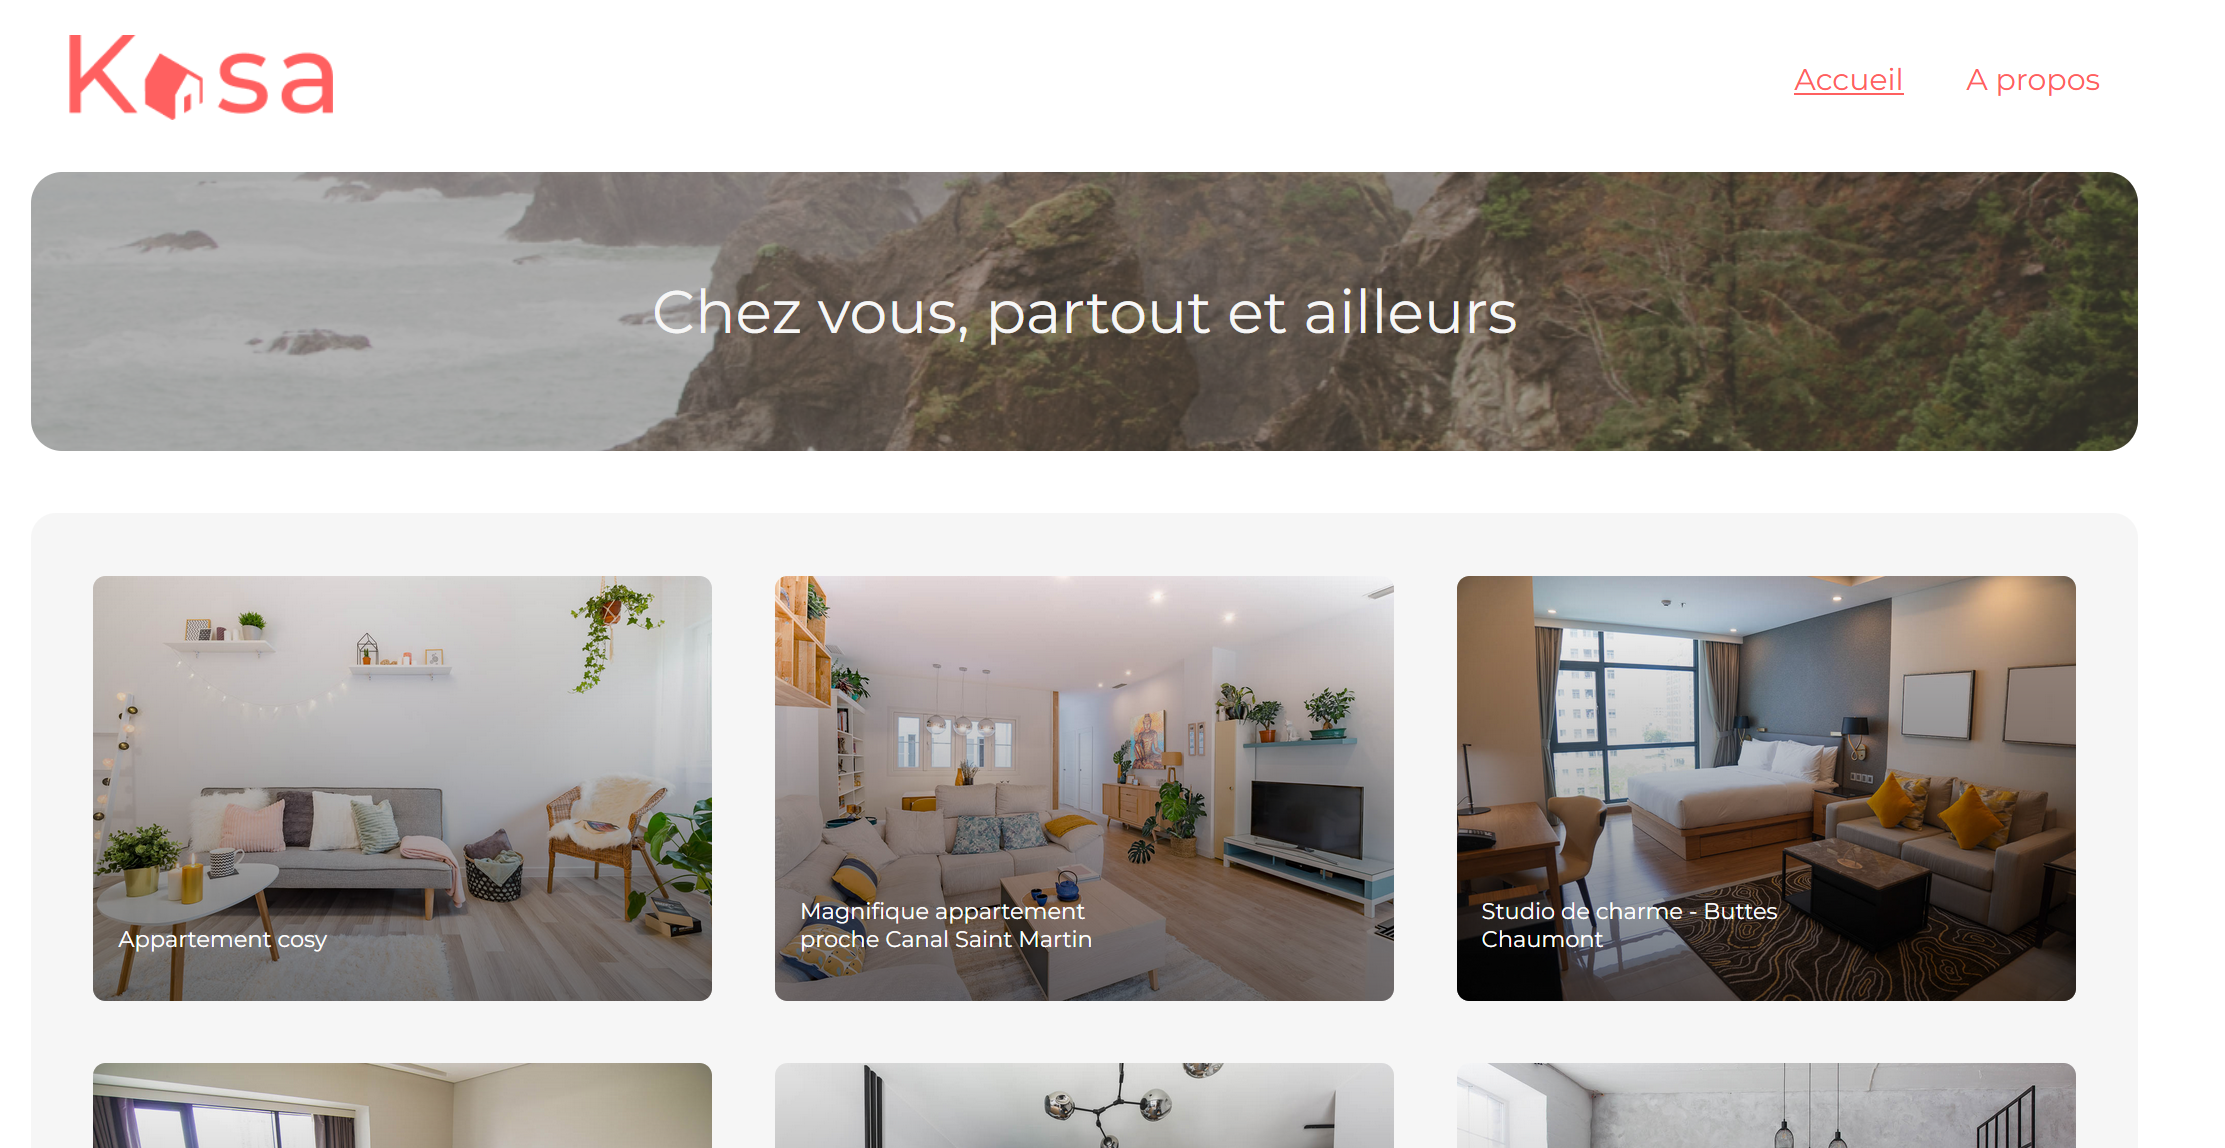 Kasa
Accueil
A propos
Chez vous, partout et ailleurs
Appartement cosy
Magnifique appartement
proche Canal Saint Martin
Studio de charme - Buttes
Chaumont